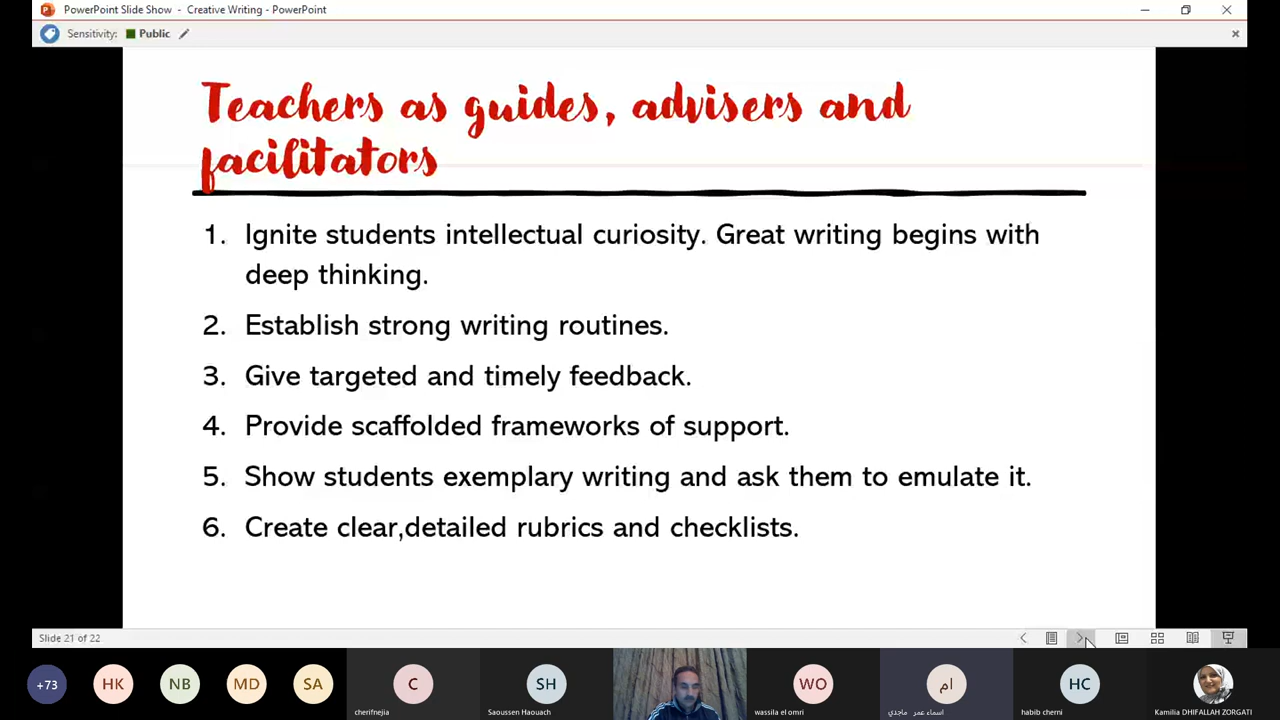 PowerPoint Slide Show - Creative Writing - PowerPoint
Sensitivity: Public
Teachers as guides, advisers and
facilitators
1. Ignite students intellectual curiosity. Great writing begins with
deep thinking.
2. Establish strong writing routines.
3. Give targeted and timely feedback.
4. Provide scaffolded frameworks of support.
5. Show students exemplary writing and ask them to emulate it.
6. Create clear,detailed rubrics and checklists.
Slide 21 of 22
+73 HK NB MD SA C SH WO ام HC
cherifnejia Saoussen Haouach wassila el omri اسماء عمر ماجدي habib cherni Kamilia DHIFALLAH ZORGATI